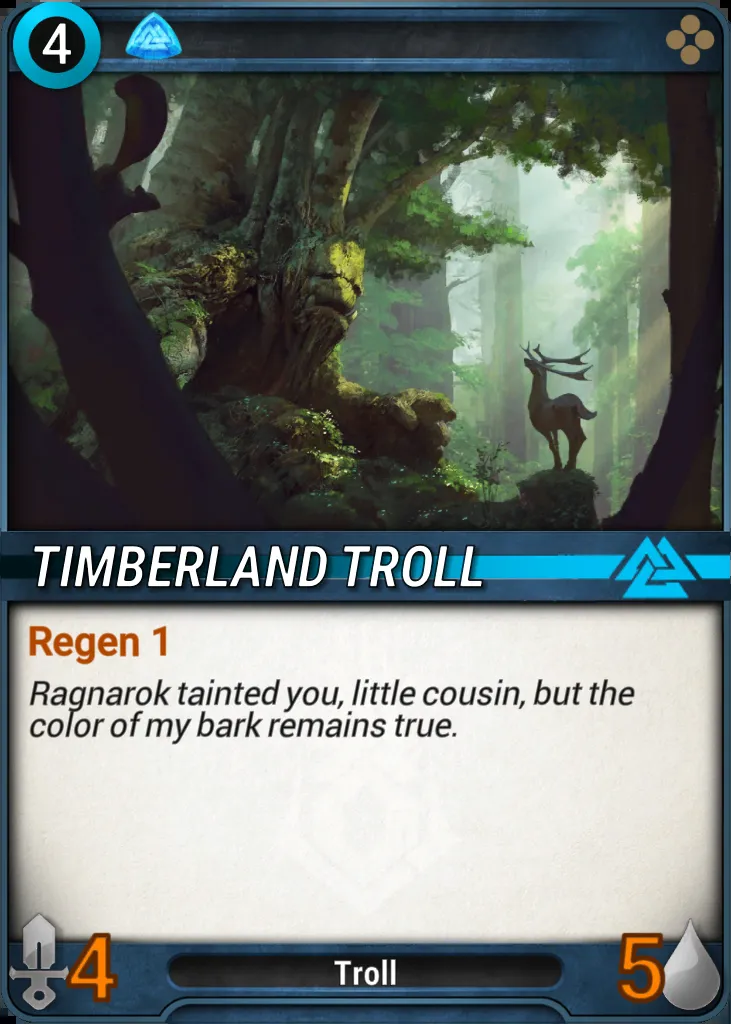 4
TIMBERLAND TROLL
Regen 1
Ragnarok tainted you, little cousin, but the
color of my bark remains true.
4
Troll
5